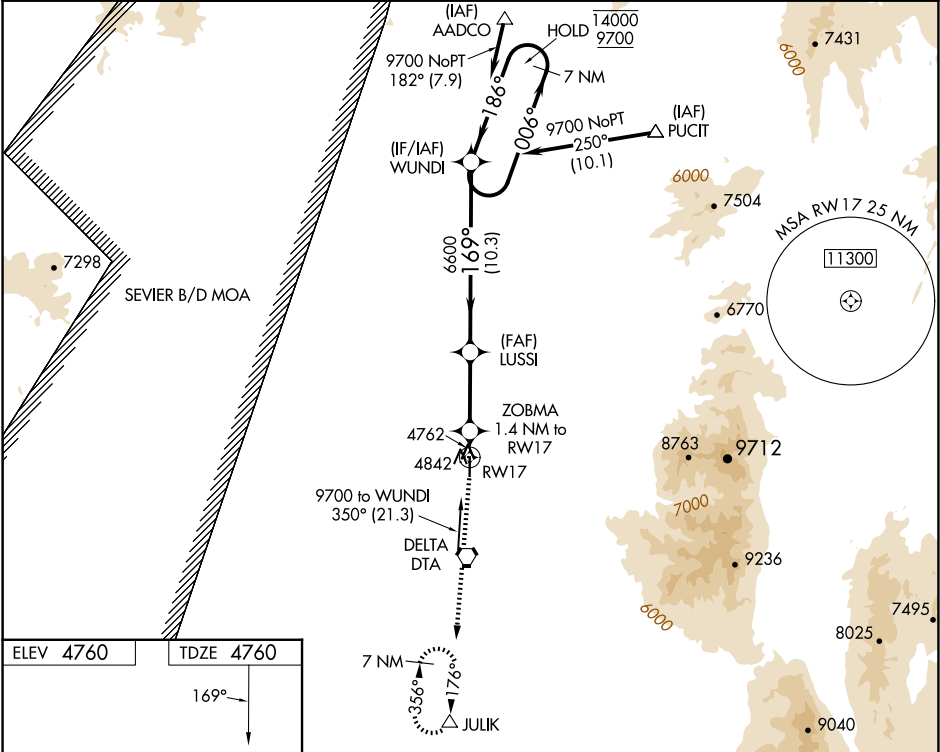 (IAF)
AADCO
HOLD
14000
9700
9700 NoPT
182° (7.9)
7 NM
186°
006°
7431
6000
(IAF)
PUCIT
9700 NoPT
250°
(10.1)
(IF/IAF)
WUNDI
6000
7504
MSA RW17 25 NM
11300
6600
169°
(10.3)
7298
SEVIER B/D MOA
6770
(FAF)
LUSSI
ZOBMA
1.4 NM to
RW17
4762
4842
RW17
8763
9712
7000
9700 to WUNDI
350° (21.3)
DELTA
DTA
9236
6000
7495
8025
ELEV 4760
TDZE 4760
169°
7 NM
356°
176°
JULIK
9040